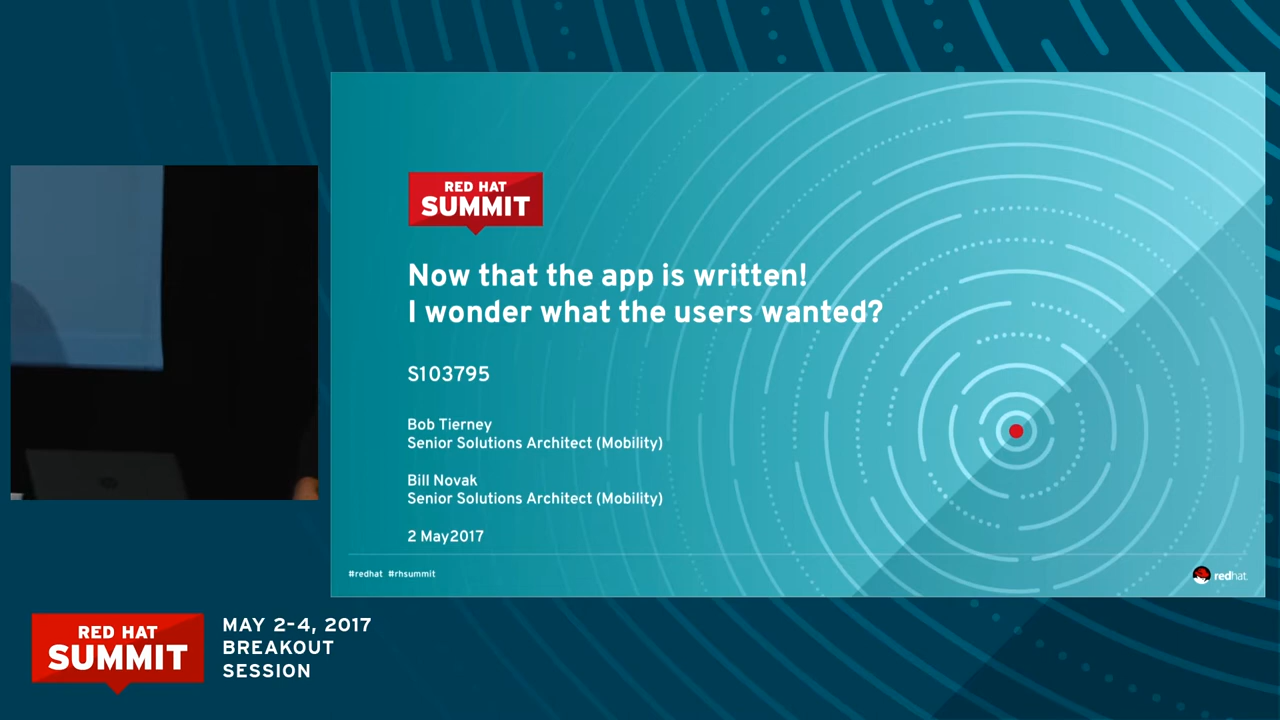 RED HAT
SUMMIT
Now that the app is written!
I wonder what the users wanted?
S103795
Bob Tierney
Senior Solutions Architect (Mobility)
Bill Novak
Senior Solutions Architect (Mobility)
2 May2017
#redhat #rhsummit
redhat.
RED HAT
SUMMIT
MAY 2-4, 2017
BREAKOUT
SESSION